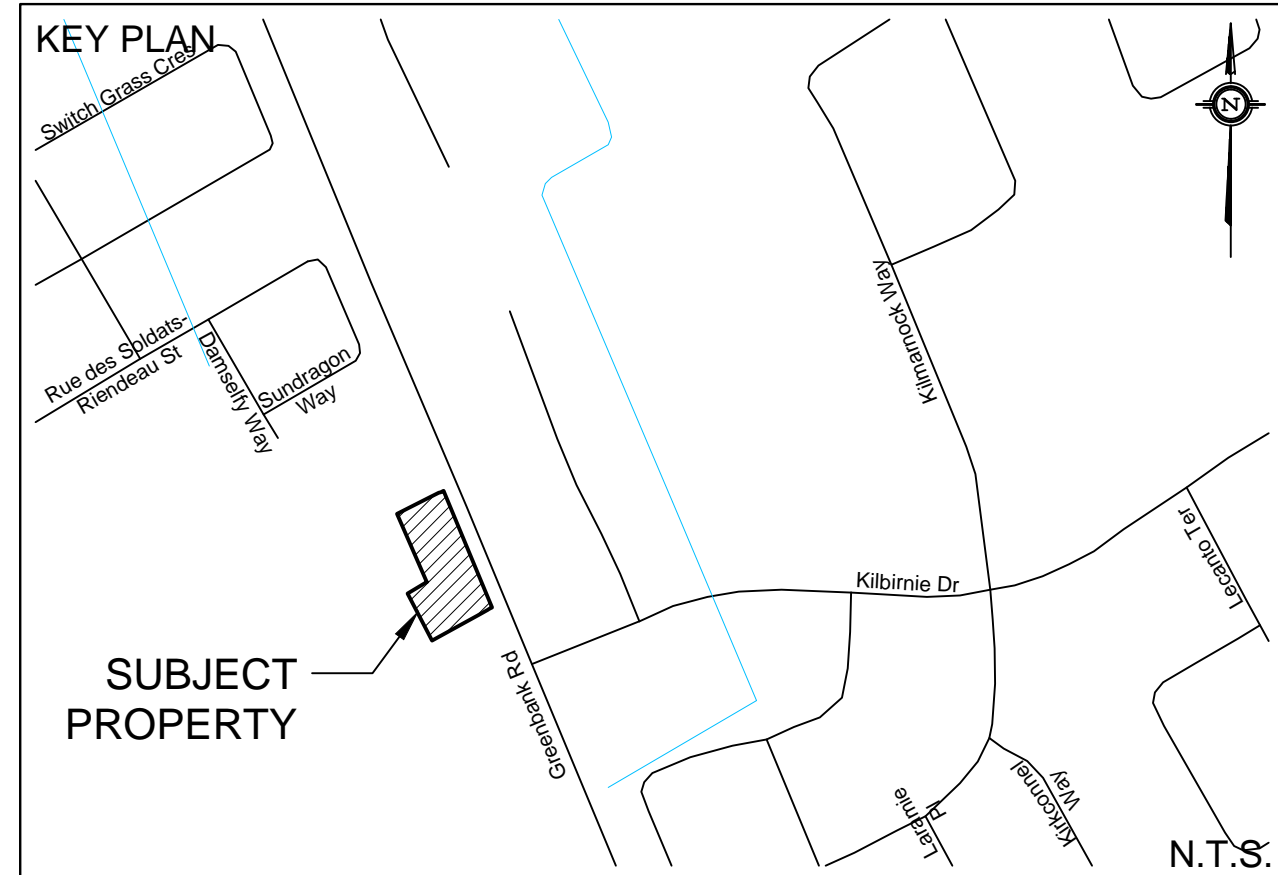 KEY PLAN
Switch Grass Cres
N
Rue des Soldats-
Riendeau St
Damselfy Way
Sundragon
Way
Kilmarnock Way
Lecanto Ter
Kilbirnie Dr
SUBJECT
PROPERTY
Greenbank Rd
Laramie
Pl
Kirkconnel
Way
N.T.S.